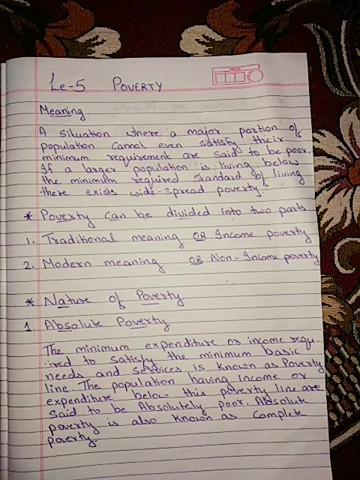 Le-5 POVERTY
Meaning
A situation where a major portion of
population cannot even satisfy their
minimum requirement are said to be poor.
If a larger population is living below
the minimum required standard of living
there exists wide-spread poverty.
* Poverty can be divided into two parts
1. Traditional meaning OR Income poverty
2. Modern meaning OR Non-Income poverty
* Nature of Poverty
1 Absolute Poverty
The minimum expenditure or income requ-
ired to satisfy the minimum basic
needs and services is known as Poverty
line. The population having income or
expenditure below this poverty line are
said to be Absolutely poor. Absolute
poverty is also known as complete
poverty.